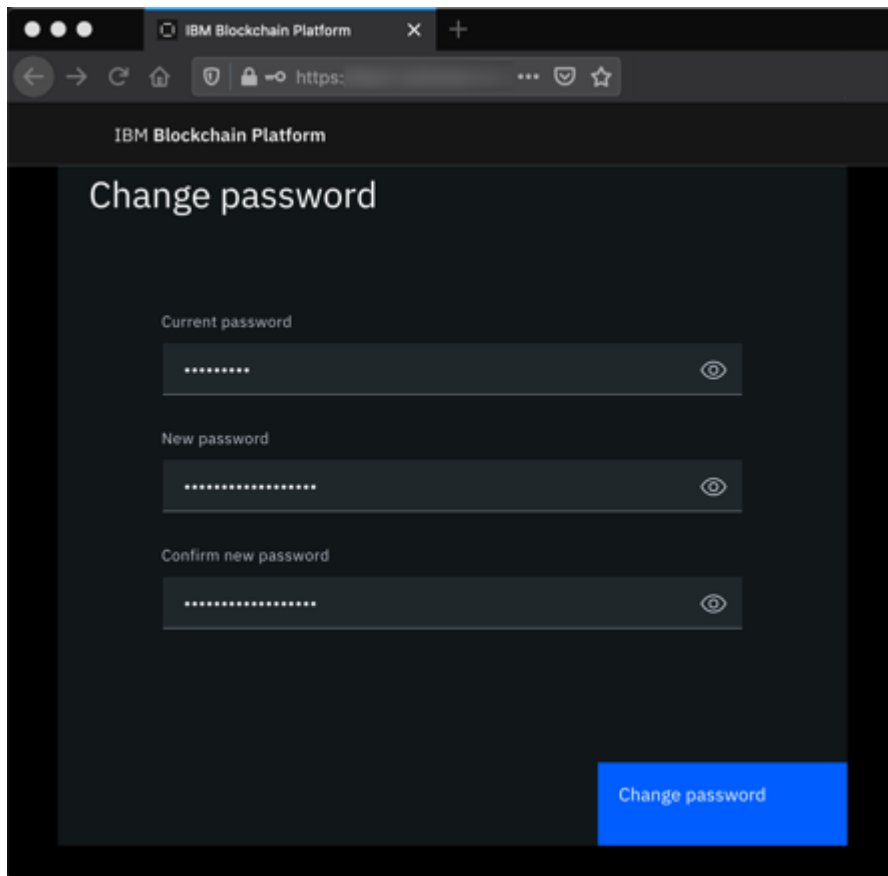 IBM Blockchain Platform
https:
IBM Blockchain Platform
Change password
Current password
•••••••••
New password
••••••••••••••••••
Confirm new password
••••••••••••••••••
Change password